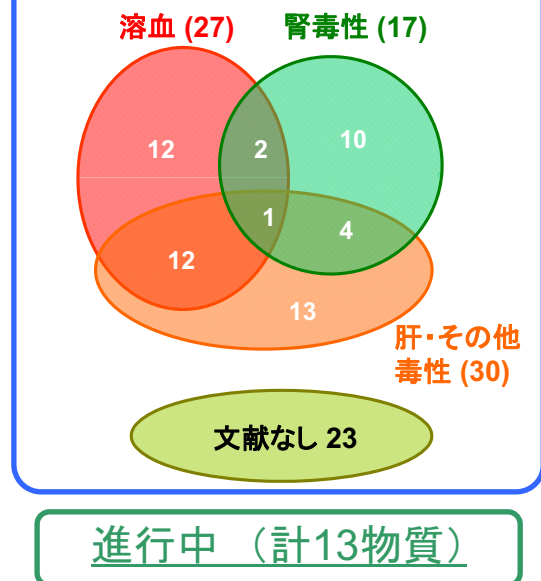 溶血 (27) 腎毒性 (17)
12 2 10
1 4
12
13
肝・その他
毒性 (30)
文献なし 23
進行中 （計13物質）